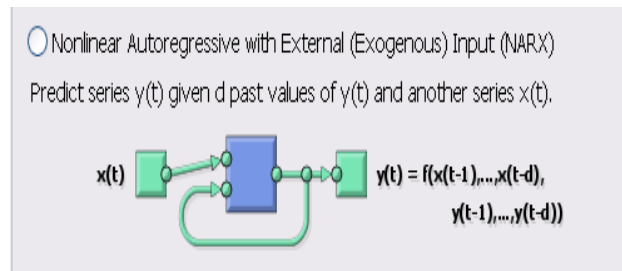 Nonlinear Autoregressive with External (Exogenous) Input (NARX)
Predict series y(t) given d past values of y(t) and another series x(t).
x(t)
y(t) = f(x(t-1),...,x(t-d),
y(t-1),...,y(t-d))